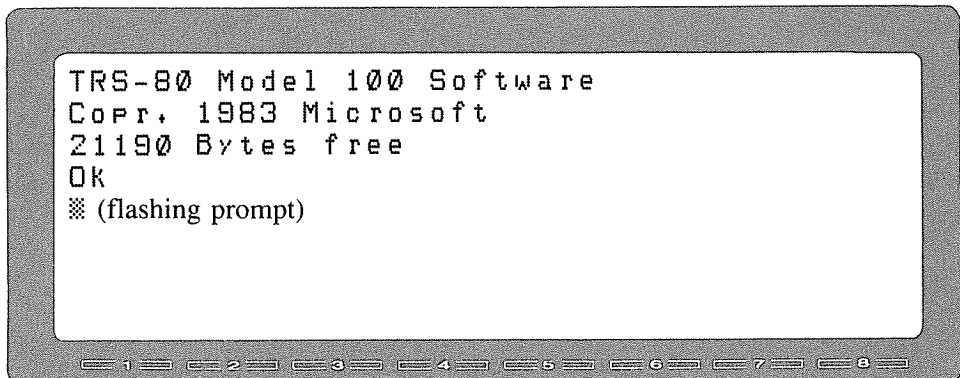 TRS-80 Model 100 Software
Copr. 1983 Microsoft
21190 Bytes free
Ok
▒ (flashing prompt)
1 2 3 4 5 6 7 8